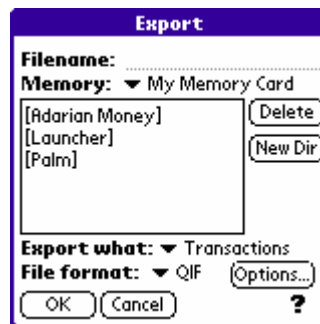 Export
Filename:
Memory: My Memory Card
[Adarian Money]
[Launcher]
[Palm]
Delete
New Dir
Export what: Transactions
File format: QIF Options...
OK Cancel ?